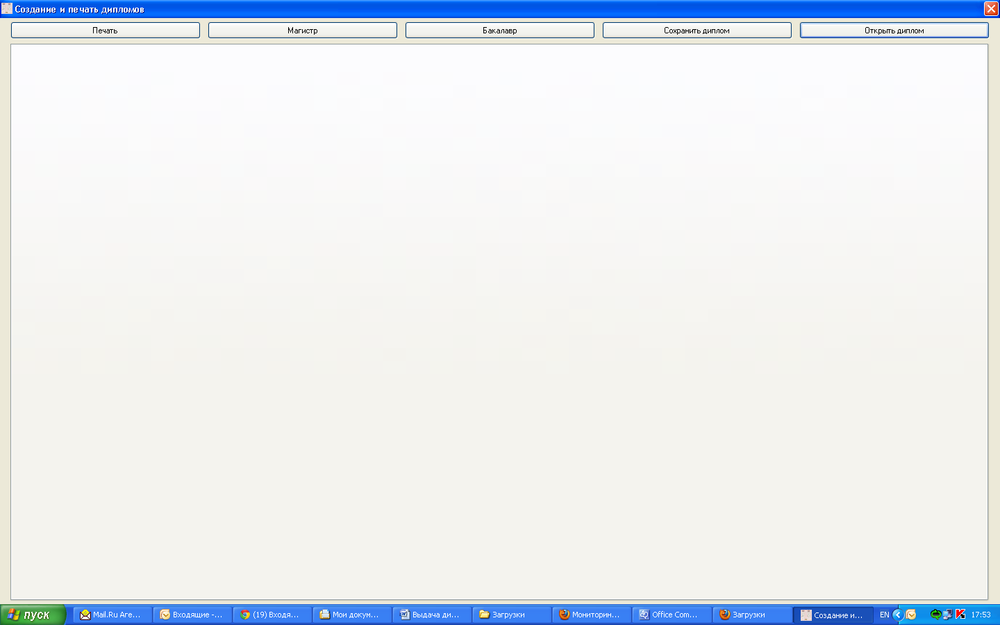 Создание и печать дипломов
Печать
Магистр
Бакалавр
Сохранить диплом
Открыть диплом
пуск
Mail.Ru Аге...
Входящие -...
(19) Входя...
Мои докум...
Выдача ди...
Загрузки
Мониторин...
Office Com...
Загрузки
Создание и...
EN
17:53